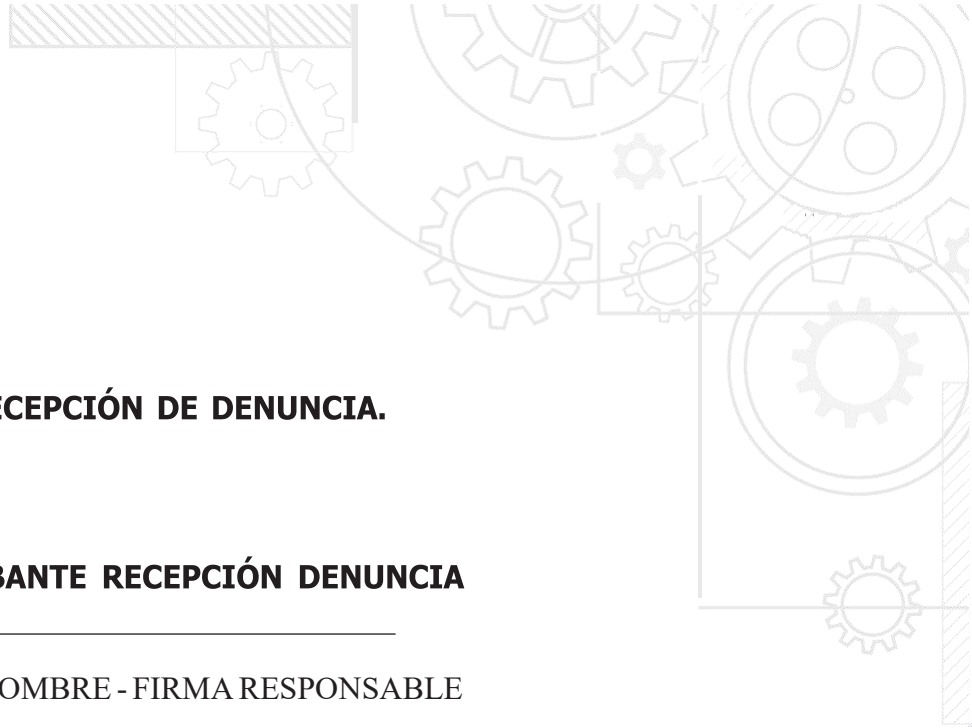 ECEPCIÓN DE DENUNCIA.
BANTE RECEPCIÓN DENUNCIA
OMBRE - FIRMA RESPONSABLE